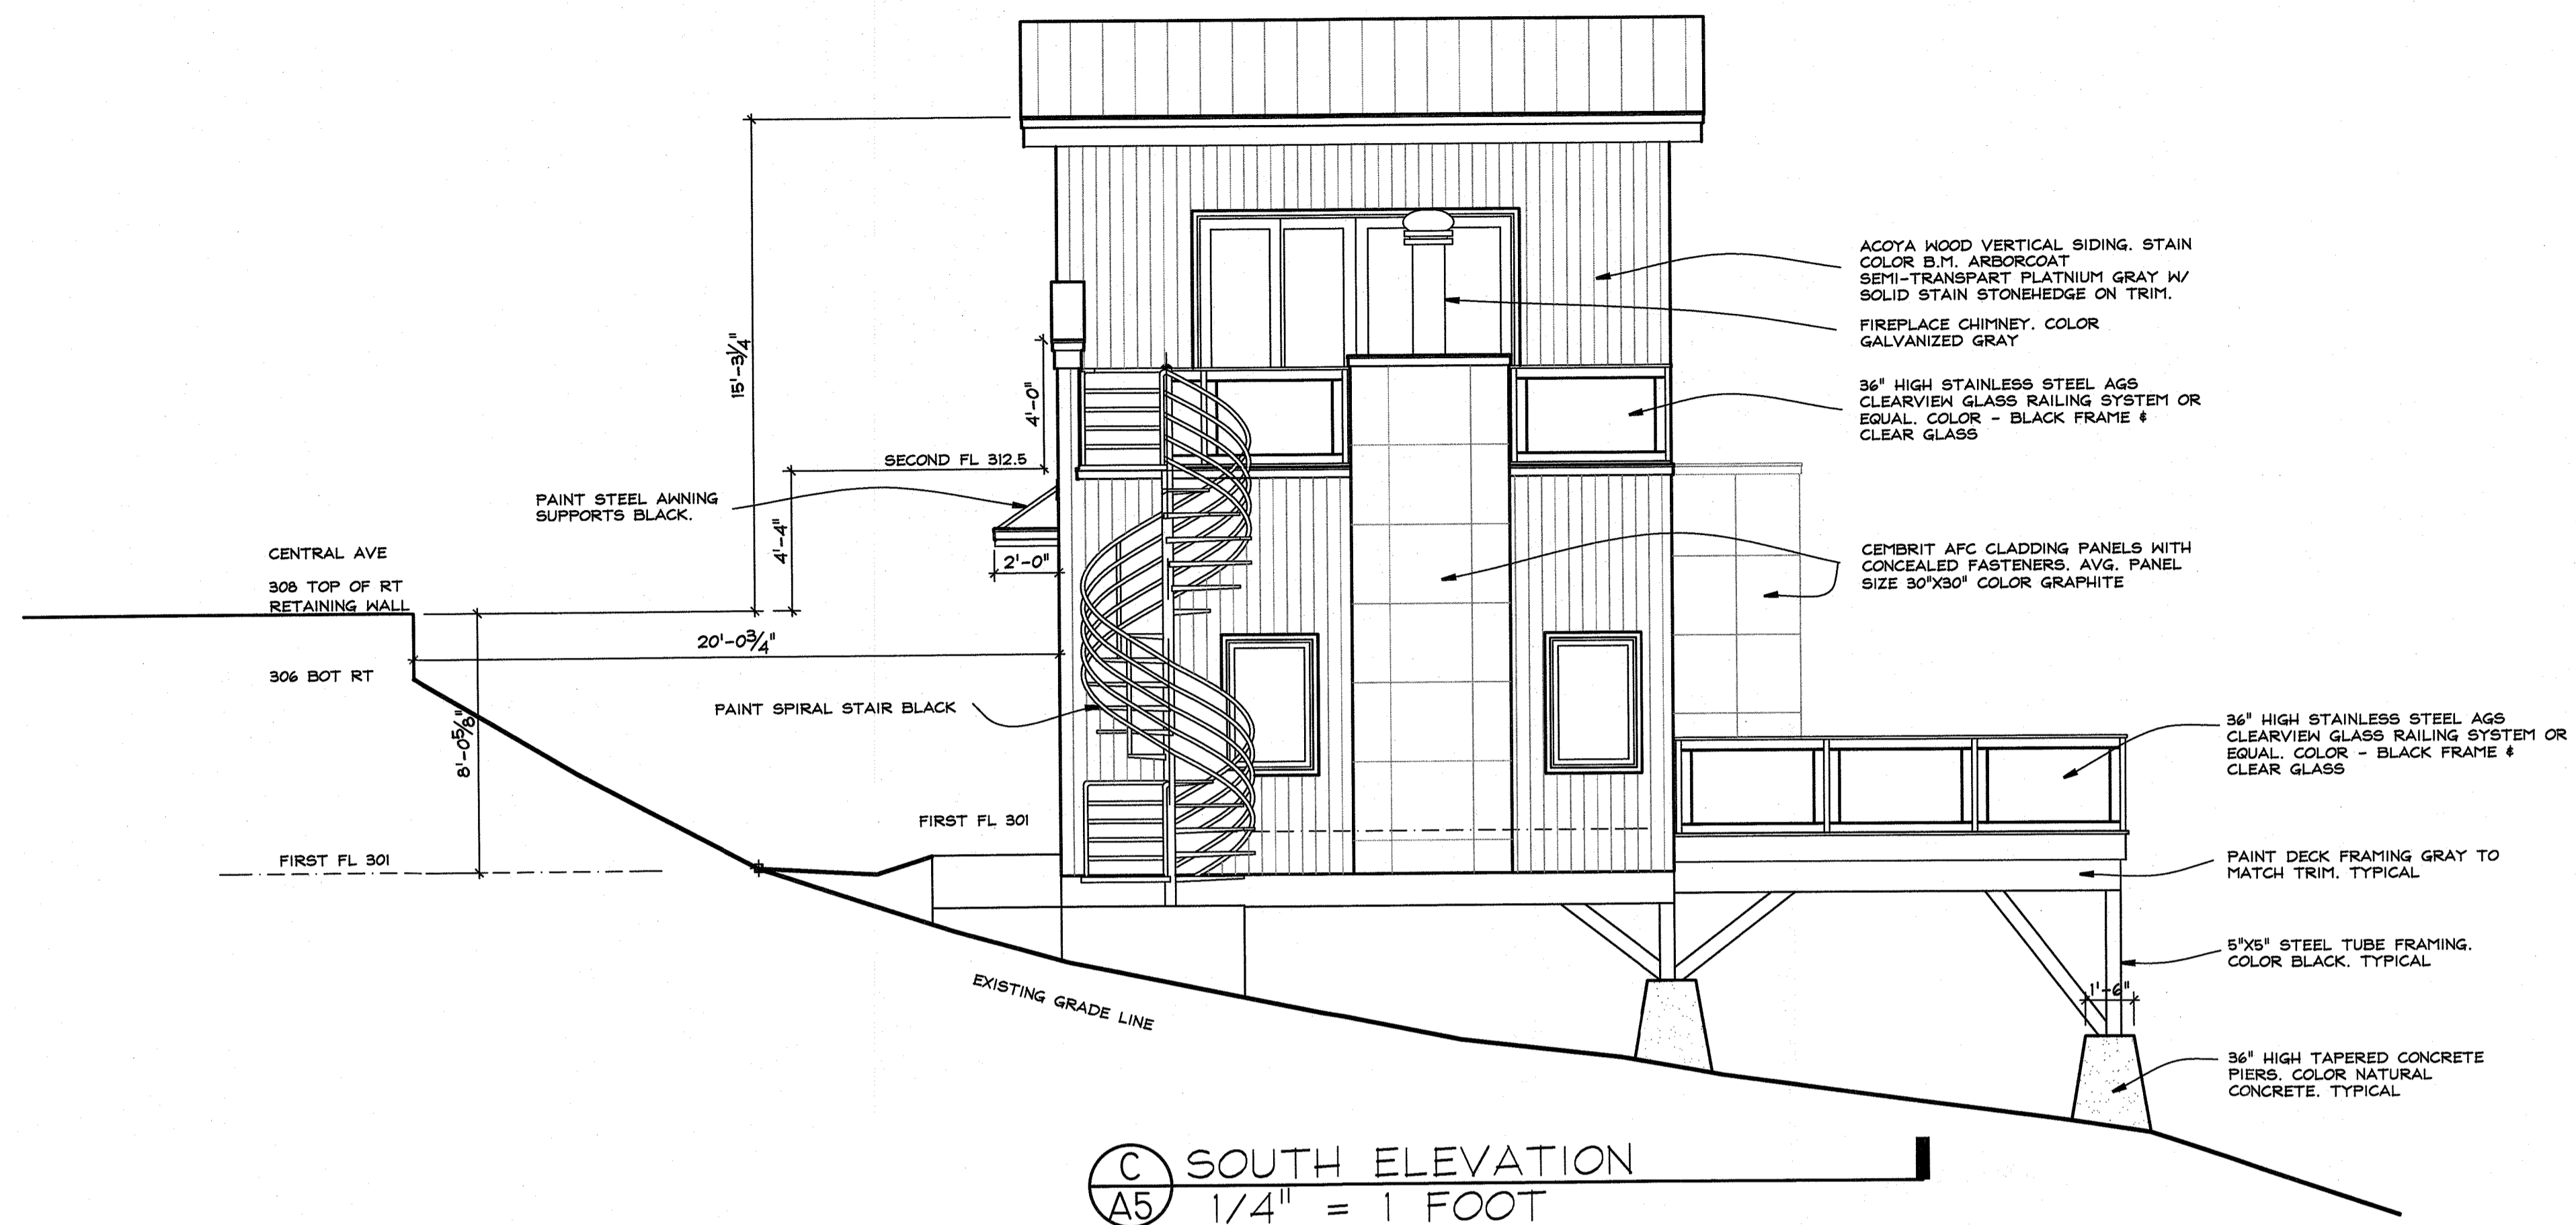 15'-3 1/4"
4'-0"
SECOND FL 312.5
PAINT STEEL AWNING
SUPPORTS BLACK.
4'-4"
2'-0"
CENTRAL AVE
308 TOP OF RT
RETAINING WALL
20'-0 3/4"
306 BOT RT
8'-0 5/8"
PAINT SPIRAL STAIR BLACK
FIRST FL 301
FIRST FL 301
EXISTING GRADE LINE
ACOYA WOOD VERTICAL SIDING. STAIN
COLOR B.M. ARBORCOAT
SEMI-TRANSPART PLATNIUM GRAY W/
SOLID STAIN STONEHEDGE ON TRIM.
FIREPLACE CHIMNEY. COLOR
GALVANIZED GRAY
36" HIGH STAINLESS STEEL AGS
CLEARVIEW GLASS RAILING SYSTEM OR
EQUAL. COLOR - BLACK FRAME &
CLEAR GLASS
CEMBRIT AFC CLADDING PANELS WITH
CONCEALED FASTENERS. AVG. PANEL
SIZE 30"X30" COLOR GRAPHITE
36" HIGH STAINLESS STEEL AGS
CLEARVIEW GLASS RAILING SYSTEM OR
EQUAL. COLOR - BLACK FRAME &
CLEAR GLASS
PAINT DECK FRAMING GRAY TO
MATCH TRIM. TYPICAL
5"X5" STEEL TUBE FRAMING.
COLOR BLACK. TYPICAL
1'-6"
36" HIGH TAPERED CONCRETE
PIERS. COLOR NATURAL
CONCRETE. TYPICAL
C
A5
SOUTH ELEVATION
1/4" = 1 FOOT